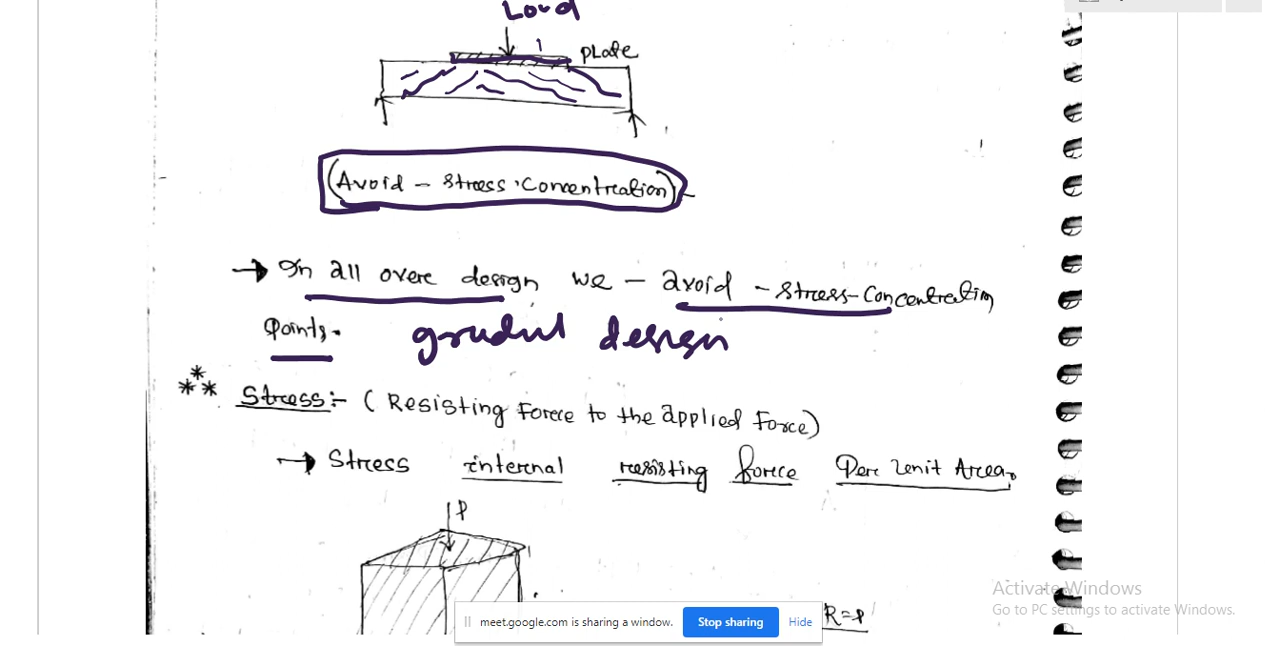 Load
Plate
(Avoid - Stress Concentration)
→ In all over design we - avoid - Stress-Concentration
Points.
gradul design
*** Stress:- (Resisting Force to the applied Force)
→ Stress internal resisting force Per Unit Area.
P
R=P
meet.google.com is sharing a window. Stop sharing Hide
Activate Windows
Go to PC settings to activate Windows.